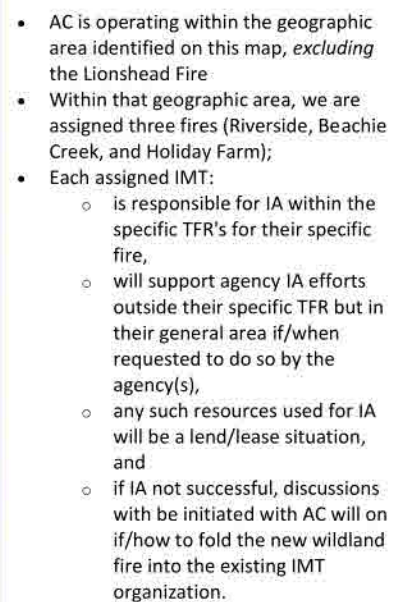 • AC is operating within the geographic
area identified on this map, excluding
the Lionshead Fire
• Within that geographic area, we are
assigned three fires (Riverside, Beachie
Creek, and Holiday Farm);
• Each assigned IMT:
o is responsible for IA within the
specific TFR's for their specific
fire,
o will support agency IA efforts
outside their specific TFR but in
their general area if/when
requested to do so by the
agency(s),
o any such resources used for IA
will be a lend/lease situation,
and
o if IA not successful, discussions
with be initiated with AC will on
if/how to fold the new wildland
fire into the existing IMT
organization.